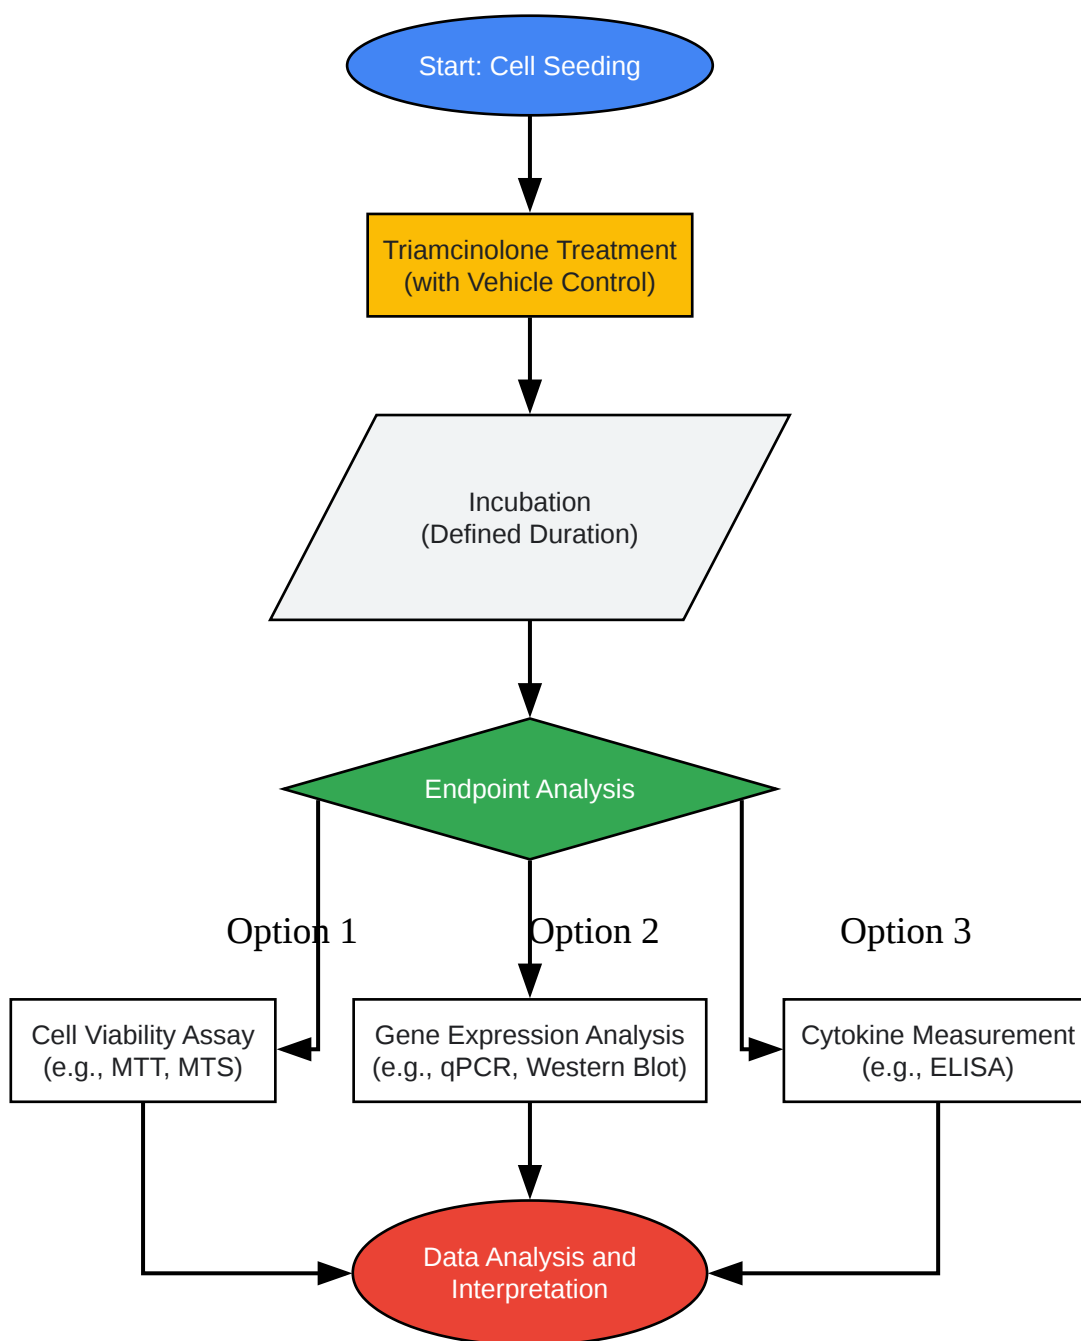 Start: Cell Seeding
Triamcinolone Treatment
(with Vehicle Control)
Incubation
(Defined Duration)
Endpoint Analysis
Option 1
Option 2
Option 3
Cell Viability Assay
(e.g., MTT, MTS)
Gene Expression Analysis
(e.g., qPCR, Western Blot)
Cytokine Measurement
(e.g., ELISA)
Data Analysis and
Interpretation